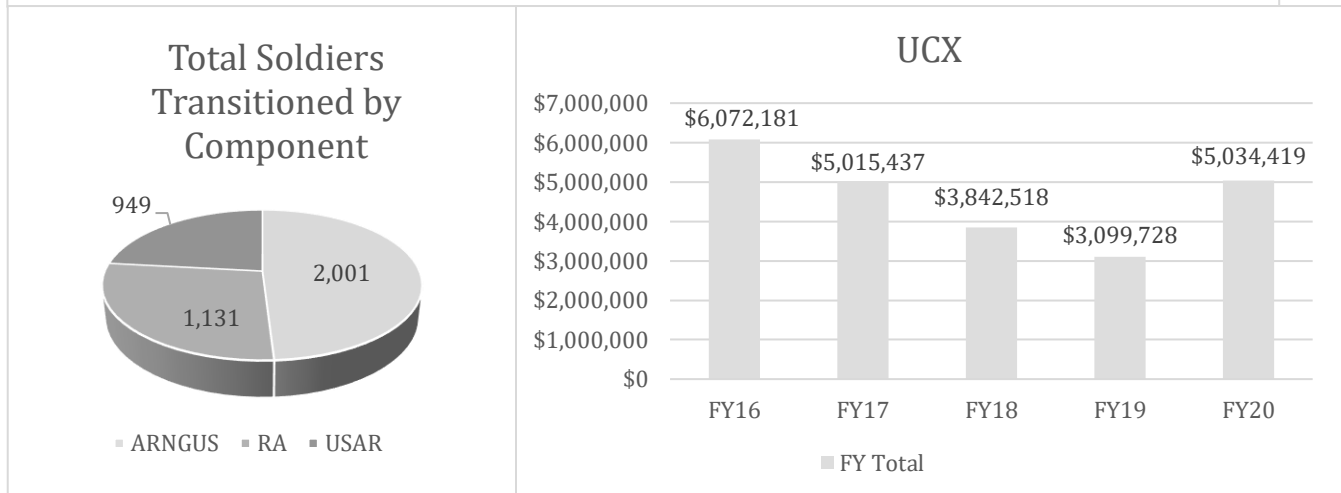 Total Soldiers
Transitioned by
Component
949
2,001
1,131
ARNGUS RA USAR
UCX
$7,000,000
$6,000,000
$5,000,000
$4,000,000
$3,000,000
$2,000,000
$1,000,000
$0
$6,072,181
$5,015,437
$3,842,518
$3,099,728
$5,034,419
FY16 FY17 FY18 FY19 FY20
FY Total